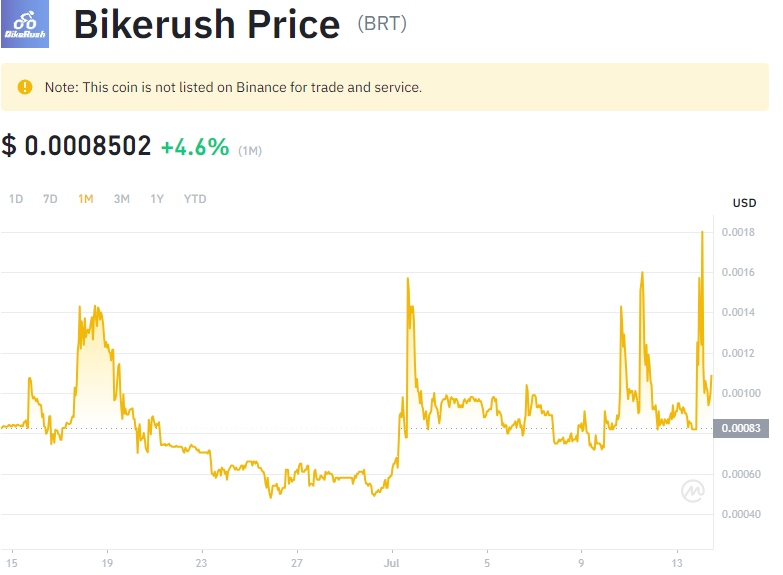 BikeRush
Bikerush Price (BRT)
Note: This coin is not listed on Binance for trade and service.
$ 0.0008502 +4.6% (1M)
1D 7D 1M 3M 1Y YTD
USD
0.0018
0.0016
0.0014
0.0012
0.00100
0.00083
0.00060
0.00040
15 19 23 27 Jul 5 9 13